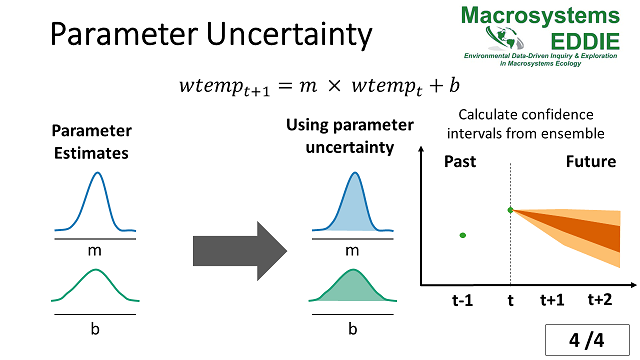 Parameter Uncertainty
Macrosystems
EDDIE
Environmental Data-Driven Inquiry & Exploration
in Macrosystems Ecology
wtemp_{t+1} = m × wtemp_t + b
Parameter
Estimates
m
b
Using parameter
uncertainty
m
b
Calculate confidence
intervals from ensemble
Past
Future
t-1
t
t+1
t+2
4 /4